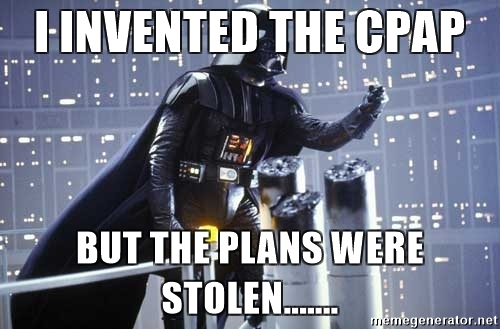 I INVENTED THE CPAP
BUT THE PLANS WERE
STOLEN.......
memegenerator.net